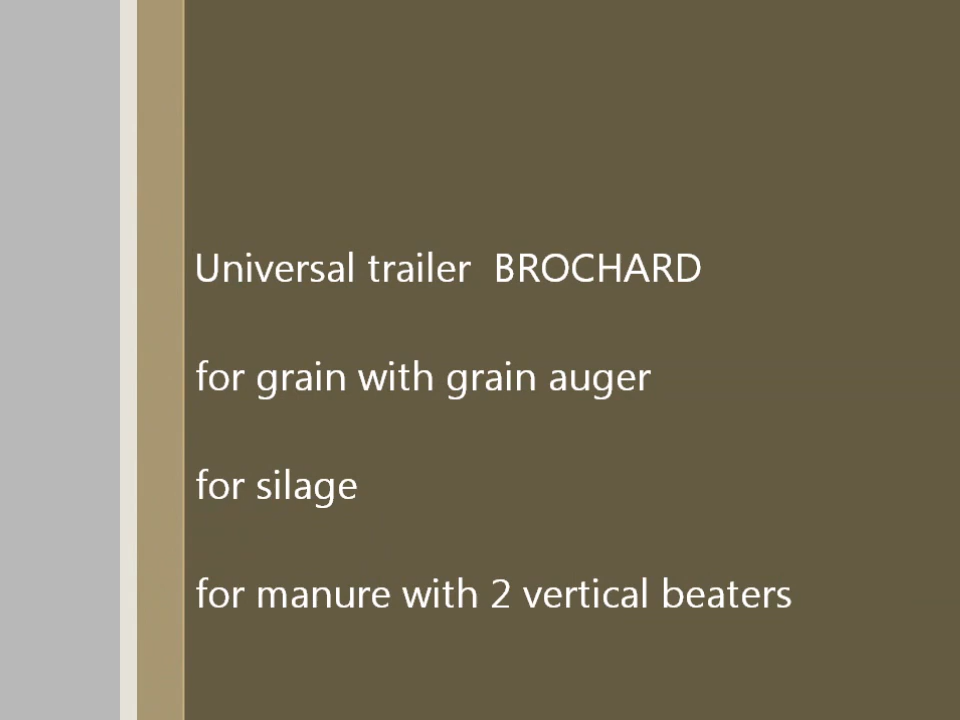 Universal trailer  BROCHARD
for grain with grain auger
for silage
for manure with 2 vertical beaters